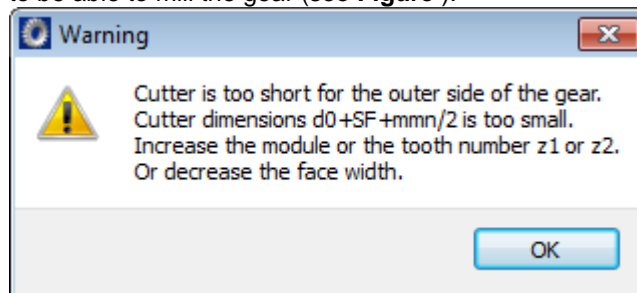 to be able to mill the gear (see Figure ).
Warning
Cutter is too short for the outer side of the gear.
Cutter dimensions d0+SF+mmn/2 is too small.
Increase the module or the tooth number z1 or z2.
Or decrease the face width.
OK